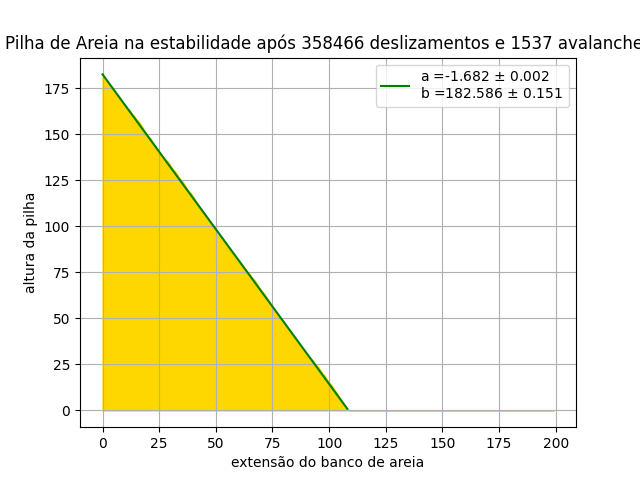 Pilha de Areia na estabilidade após 358466 deslizamentos e 1537 avalanche
a =-1.682 ± 0.002
b =182.586 ± 0.151
175
150
125
100
75
50
25
0
altura da pilha
0 25 50 75 100 125 150 175 200
extensão do banco de areia